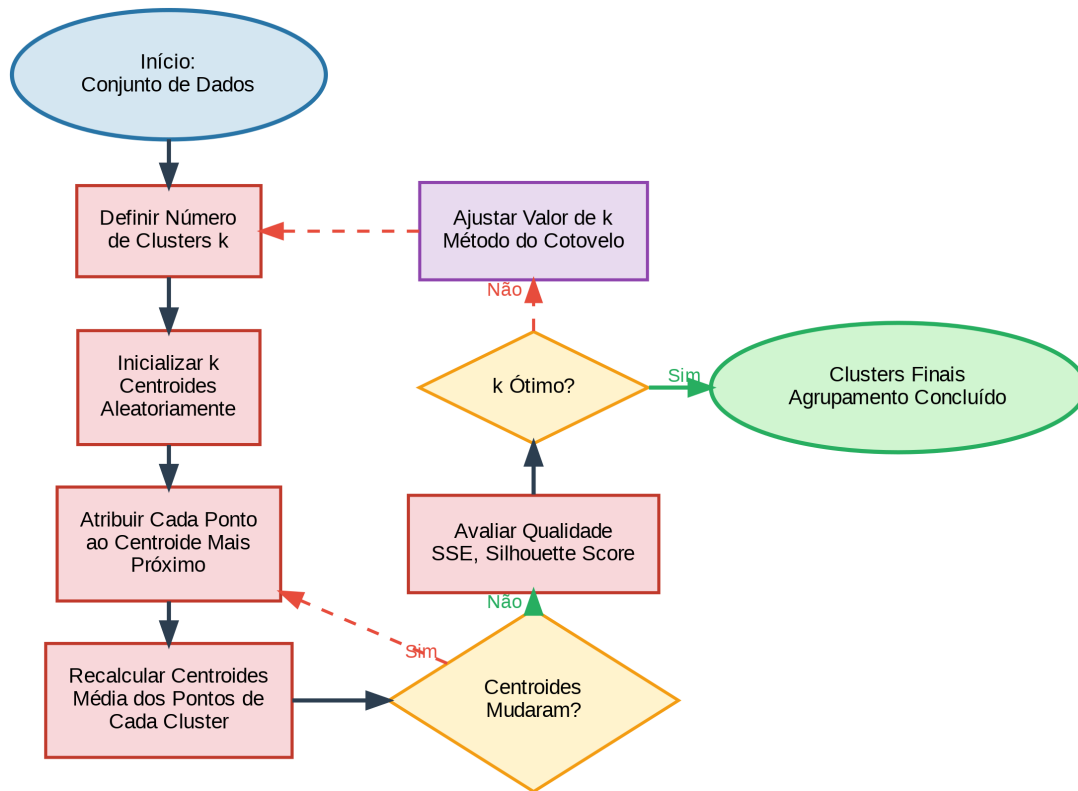 Início:
Conjunto de Dados
Definir Número
de Clusters k
Ajustar Valor de k
Método do Cotovelo
Não
Inicializar k
Centroides
Aleatoriamente
k Ótimo?
Sim
Clusters Finais
Agrupamento Concluído
Atribuir Cada Ponto
ao Centroide Mais
Próximo
Avaliar Qualidade
SSE, Silhouette Score
Não
Sim
Recalcular Centroides
Média dos Pontos de
Cada Cluster
Centroides
Mudaram?